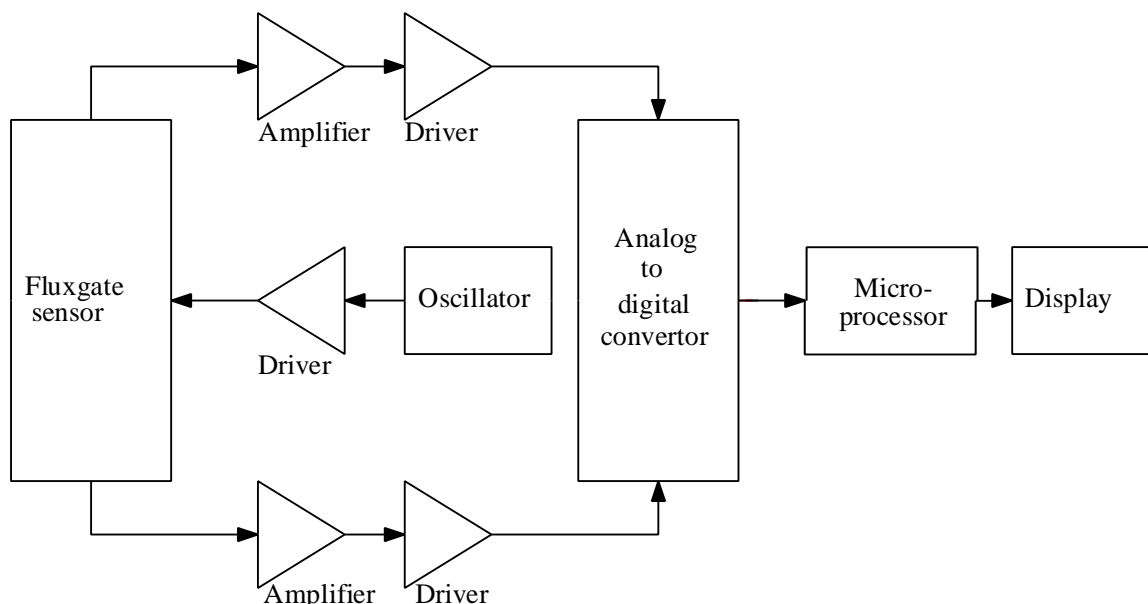 Amplifier
Driver
Fluxgate
sensor
Driver
Oscillator
Analog
to
digital
convertor
Micro-
processor
Display
Amplifier
Driver